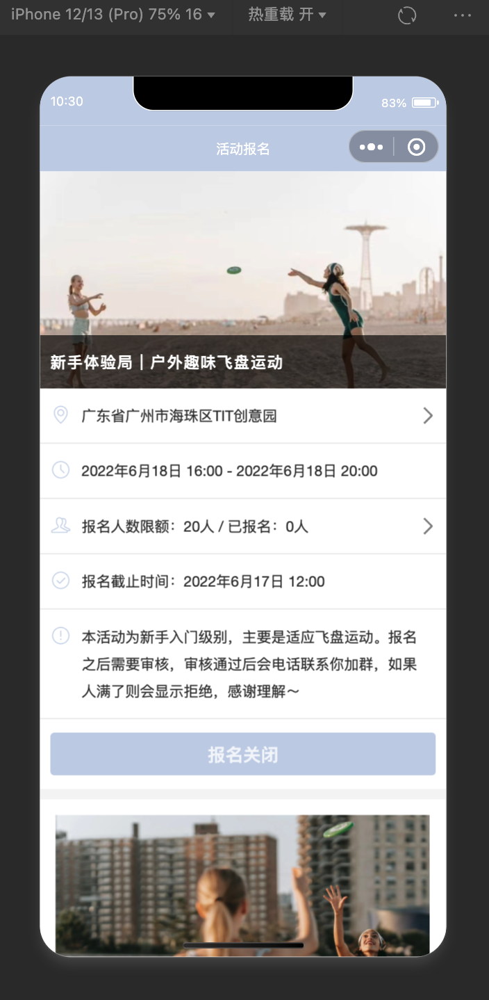 iPhone 12/13 (Pro) 75% 16 热重载 开
10:30 83%
活动报名
新手体验局｜户外趣味飞盘运动
广东省广州市海珠区TIT创意园
2022年6月18日 16:00 - 2022年6月18日 20:00
报名人数限额：20人 / 已报名：0人
报名截止时间：2022年6月17日 12:00
本活动为新手入门级别，主要是适应飞盘运动。报名
之后需要审核，审核通过后会电话联系你加群，如果
人满了则会显示拒绝，感谢理解～
报名关闭